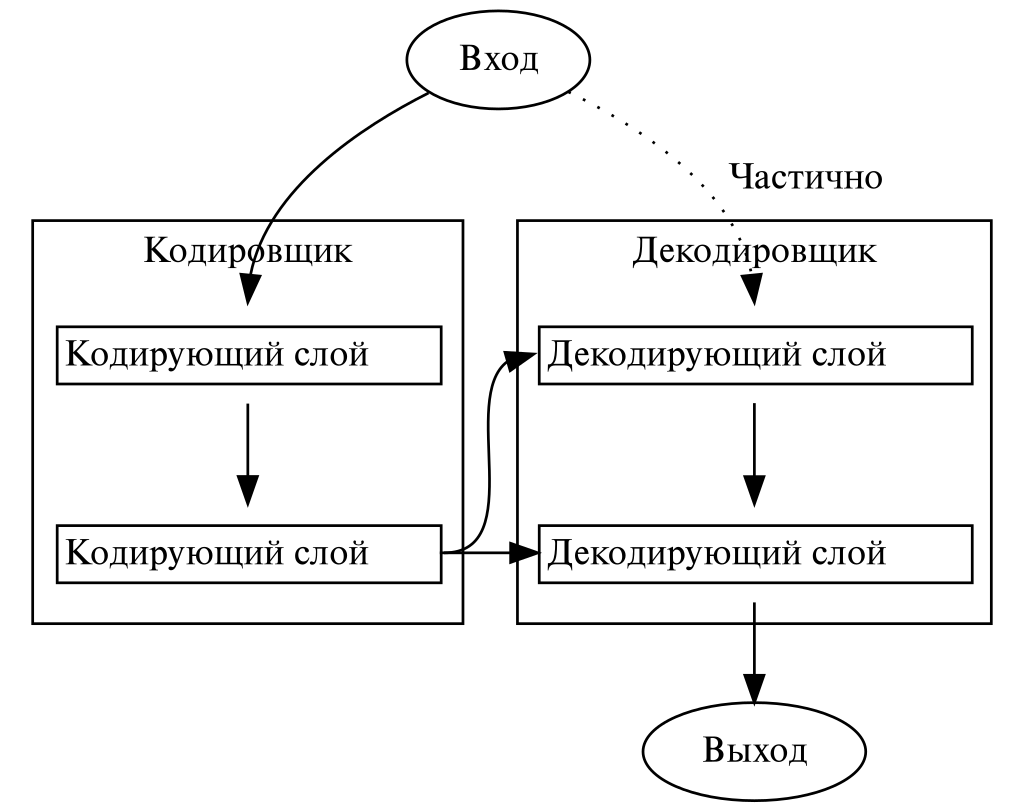 Вход
Частично
Кодировщик
Декодировщик
Кодирующий слой
Декодирующий слой
Кодирующий слой
Декодирующий слой
Выход